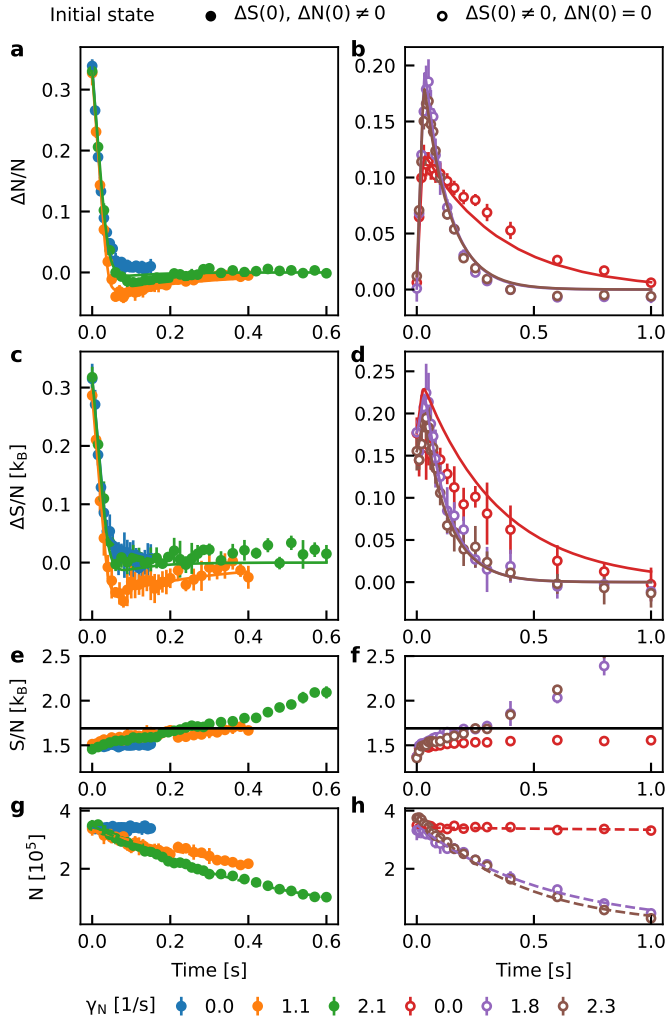 Initial state ● ΔS(0), ΔN(0) ≠ 0 ○ ΔS(0) ≠ 0, ΔN(0) = 0
a
b
ΔN/N
0.3
0.2
0.1
0.0
0.0 0.2 0.4 0.6
0.20
0.15
0.10
0.05
0.00
0.0 0.5 1.0
c
d
ΔS/N [k_B]
0.3
0.2
0.1
0.0
0.0 0.2 0.4 0.6
0.25
0.20
0.15
0.10
0.05
0.00
0.0 0.5 1.0
e
f
S/N [k_B]
2.5
2.0
1.5
0.0 0.2 0.4 0.6
2.5
2.0
1.5
0.0 0.5 1.0
g
h
N [10⁵]
4
2
0.0 0.2 0.4 0.6
4
2
0.0 0.5 1.0
Time [s] Time [s]
γ_N [1/s] 0.0 1.1 2.1 0.0 1.8 2.3